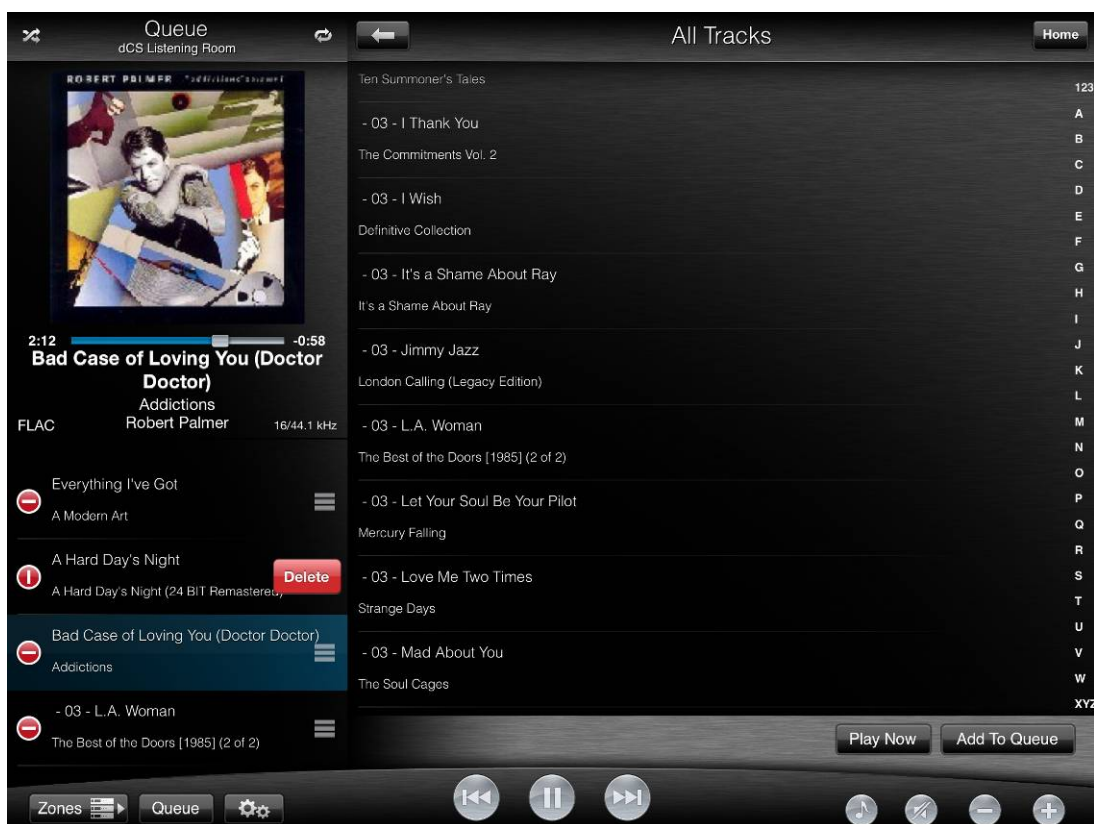 Queue
dCS Listening Room
ROBERT PALMER "addictions" volume 1
2:12
-0:58
Bad Case of Loving You (Doctor
Doctor)
Addictions
FLAC
Robert Palmer
16/44.1 kHz
Everything I've Got
A Modern Art
A Hard Day's Night
Delete
A Hard Day's Night (24 BIT Remastered)
Bad Case of Loving You (Doctor Doctor)
Addictions
- 03 - L.A. Woman
The Best of the Doors [1985] (2 of 2)
Zones
Queue
All Tracks
Home
Ten Summoner's Tales
- 03 - I Thank You
The Commitments Vol. 2
- 03 - I Wish
Definitive Collection
- 03 - It's a Shame About Ray
It's a Shame About Ray
- 03 - Jimmy Jazz
London Calling (Legacy Edition)
- 03 - L.A. Woman
The Best of the Doors [1985] (2 of 2)
- 03 - Let Your Soul Be Your Pilot
Mercury Falling
- 03 - Love Me Two Times
Strange Days
- 03 - Mad About You
The Soul Cages
123
A
B
C
D
E
F
G
H
I
J
K
L
M
N
O
P
Q
R
S
T
U
V
W
XYZ
Play Now
Add To Queue